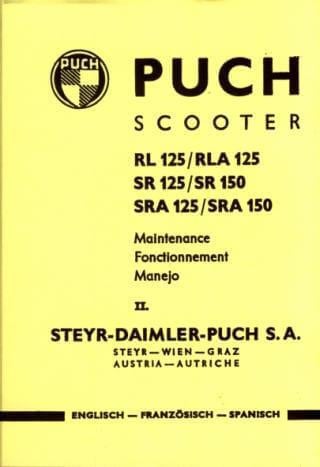 PUCH
PUCH
SCOOTER
RL 125/RLA 125
SR 125/SR 150
SRA 125/SRA 150
Maintenance
Fonctionnement
Manejo
II.
STEYR-DAIMLER-PUCH S.A.
STEYR—WIEN—GRAZ
AUSTRIA—AUTRICHE
ENGLISCH — FRANZÖSISCH — SPANISCH